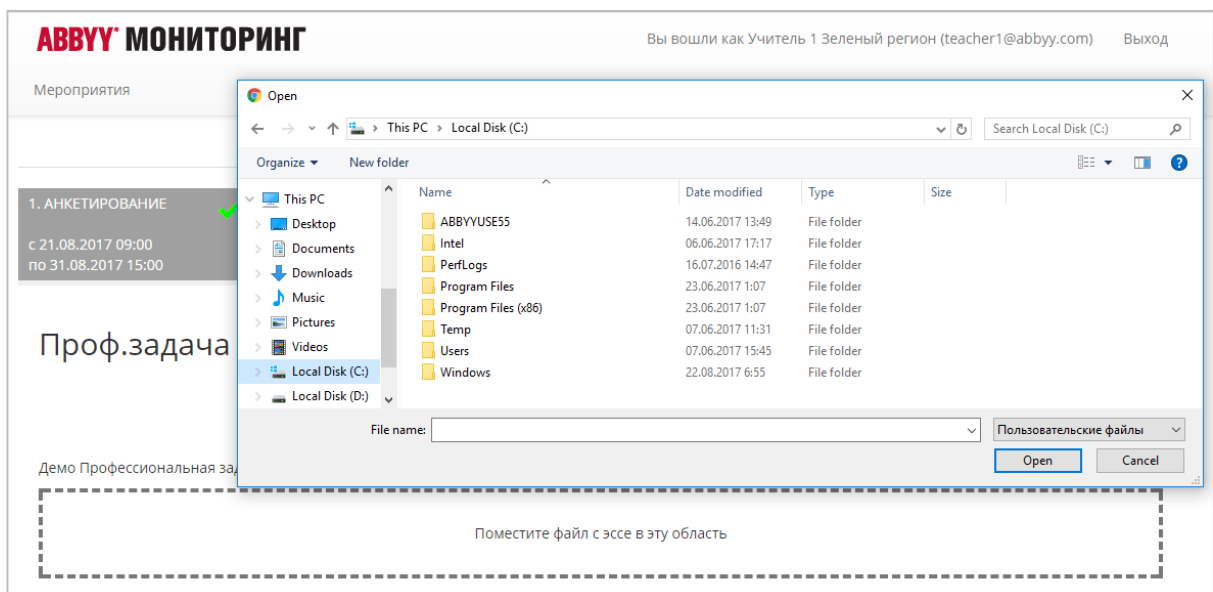 ABBYY® МОНИТОРИНГ
Вы вошли как Учитель 1 Зеленый регион (teacher1@abbyy.com) Выход
Мероприятия
Open
This PC > Local Disk (C:)
Search Local Disk (C:)
Organize New folder
Name Date modified Type Size
This PC
Desktop
Documents
Downloads
Music
Pictures
Videos
Local Disk (C:)
Local Disk (D:)
ABBYYUSE55 14.06.2017 13:49 File folder
Intel 06.06.2017 17:17 File folder
PerfLogs 16.07.2016 14:47 File folder
Program Files 23.06.2017 1:07 File folder
Program Files (x86) 23.06.2017 1:07 File folder
Temp 07.06.2017 11:31 File folder
Users 07.06.2017 15:45 File folder
Windows 22.08.2017 6:55 File folder
File name: Пользовательские файлы
Open Cancel
1. АНКЕТИРОВАНИЕ
с 21.08.2017 09:00
по 31.08.2017 15:00
Проф.задача
Демо Профессиональная
Поместите файл с эссе в эту область